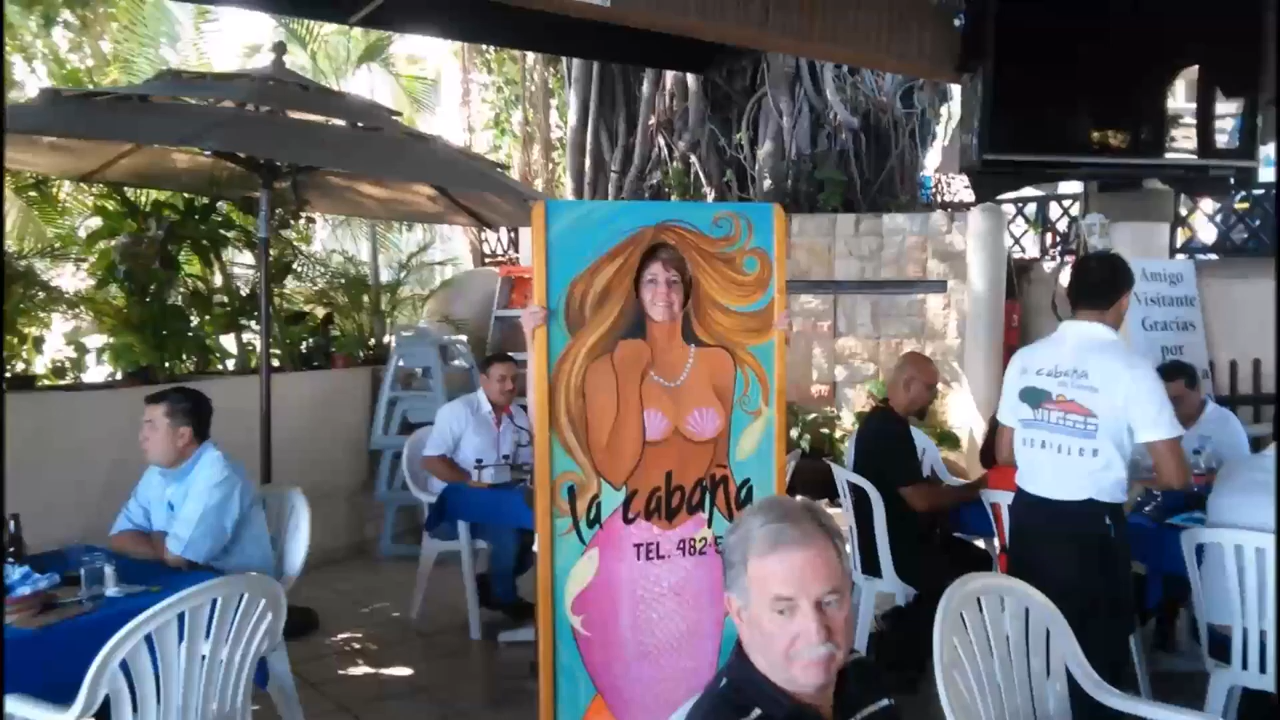 la cabaña
TEL. 482-5
Amigo
Visitante
Gracias
por
la cabaña